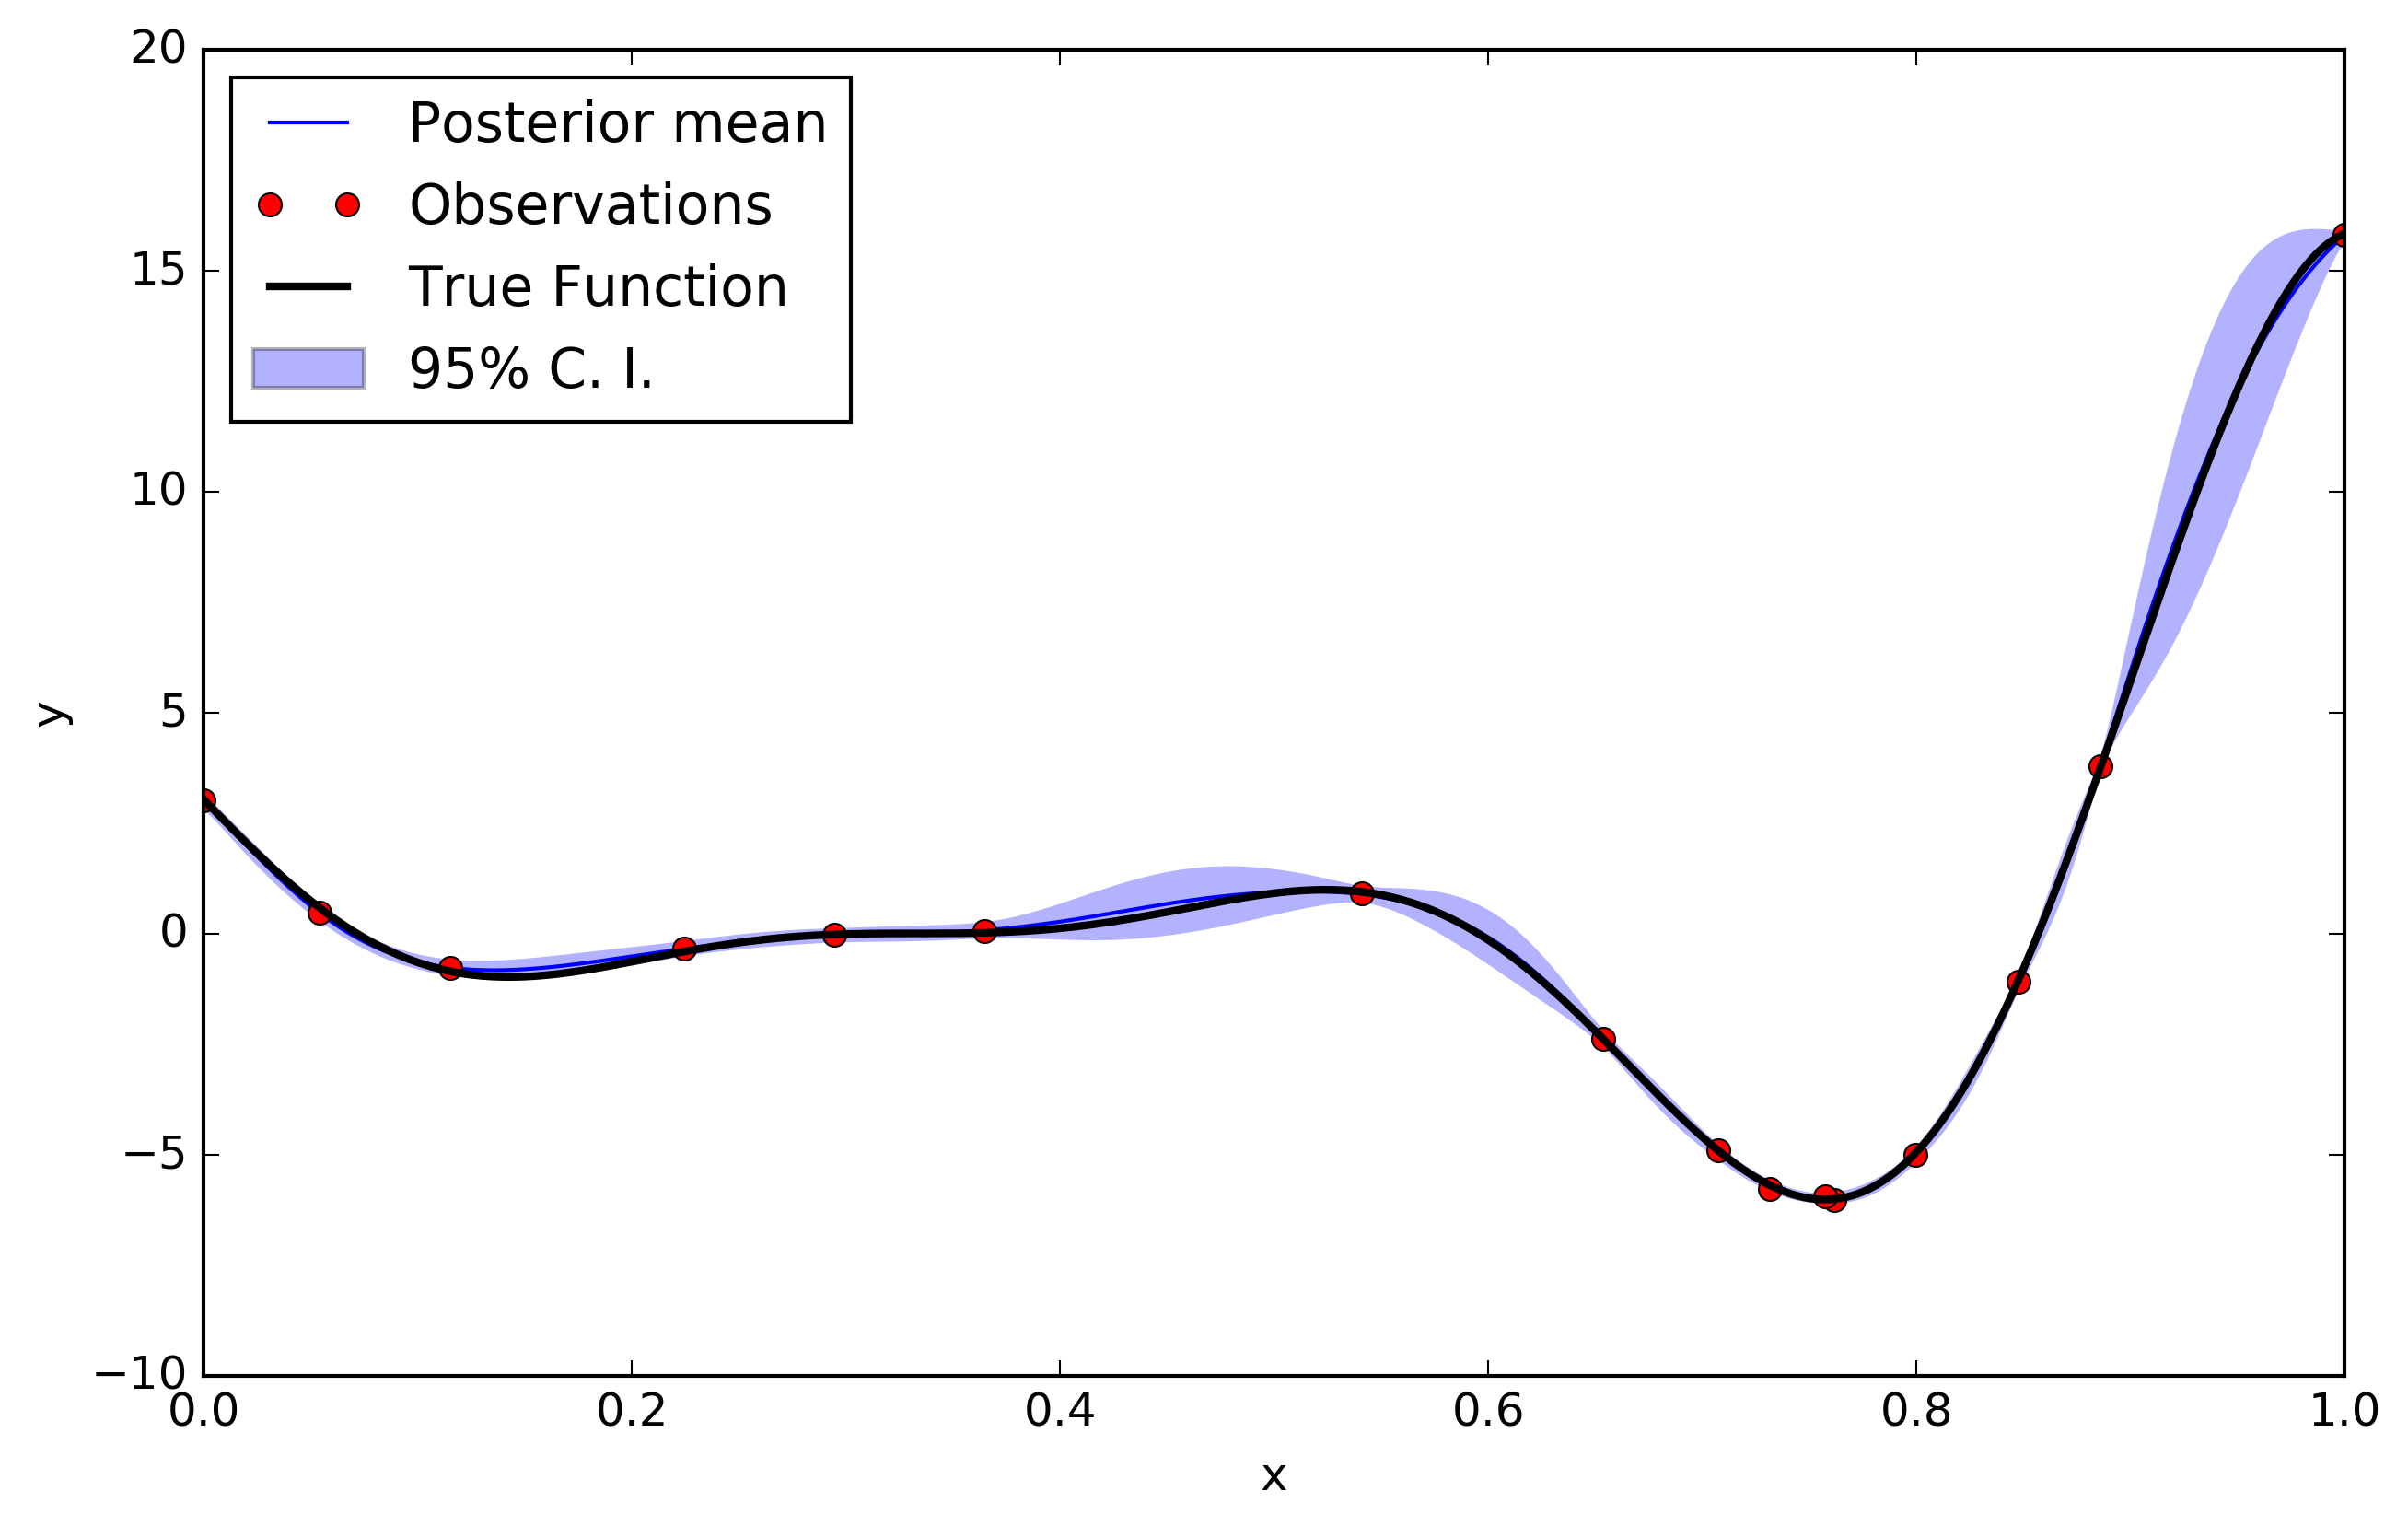 20
15
10
5
0
−5
−10
y
Posterior mean
Observations
True Function
95% C. I.
0.0 0.2 0.4 0.6 0.8 1.0
x